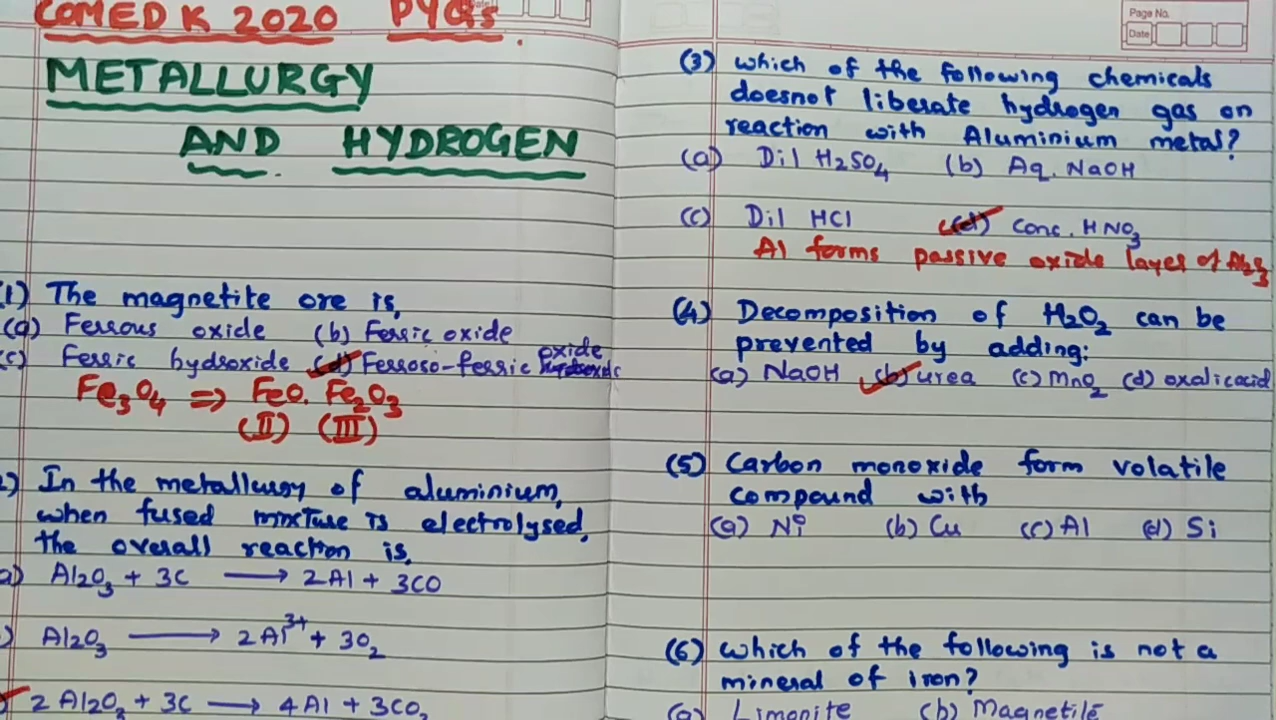 COMED K 2020 PYQs
METALLURGY
AND HYDROGEN
1) The magnetite ore is,
(a) Ferrous oxide (b) Ferric oxide
(c) Ferric hydroxide (d) Ferroso-ferric oxide
Fe3O4 => FeO. Fe2O3
(II) (III)
2) In the metallurgy of aluminium,
when fused mixture is electrolysed,
the overall reaction is,
a) Al2O3 + 3C ⟶ 2Al + 3CO
) Al2O3 ⟶ 2Al3+ + 3O2
2 Al2O3 + 3C ⟶ 4Al + 3CO2
Page No.
Date
(3) which of the following chemicals
doesnot liberate hydrogen gas on
reaction with Aluminium metal?
(a) Dil H2SO4 (b) Aq. NaOH
(c) Dil HCl (d) Conc. HNO3
Al forms passive oxide layer of Al2O3
(4) Decomposition of H2O2 can be
prevented by adding:
(a) NaOH (b) urea (c) MnO2 (d) oxalicacid
(5) Carbon monoxide form volatile
compound with
(a) Ni (b) Cu (c) Al (d) Si
(6) which of the following is not a
mineral of iron?
(a) Limonite (b) Magnetite